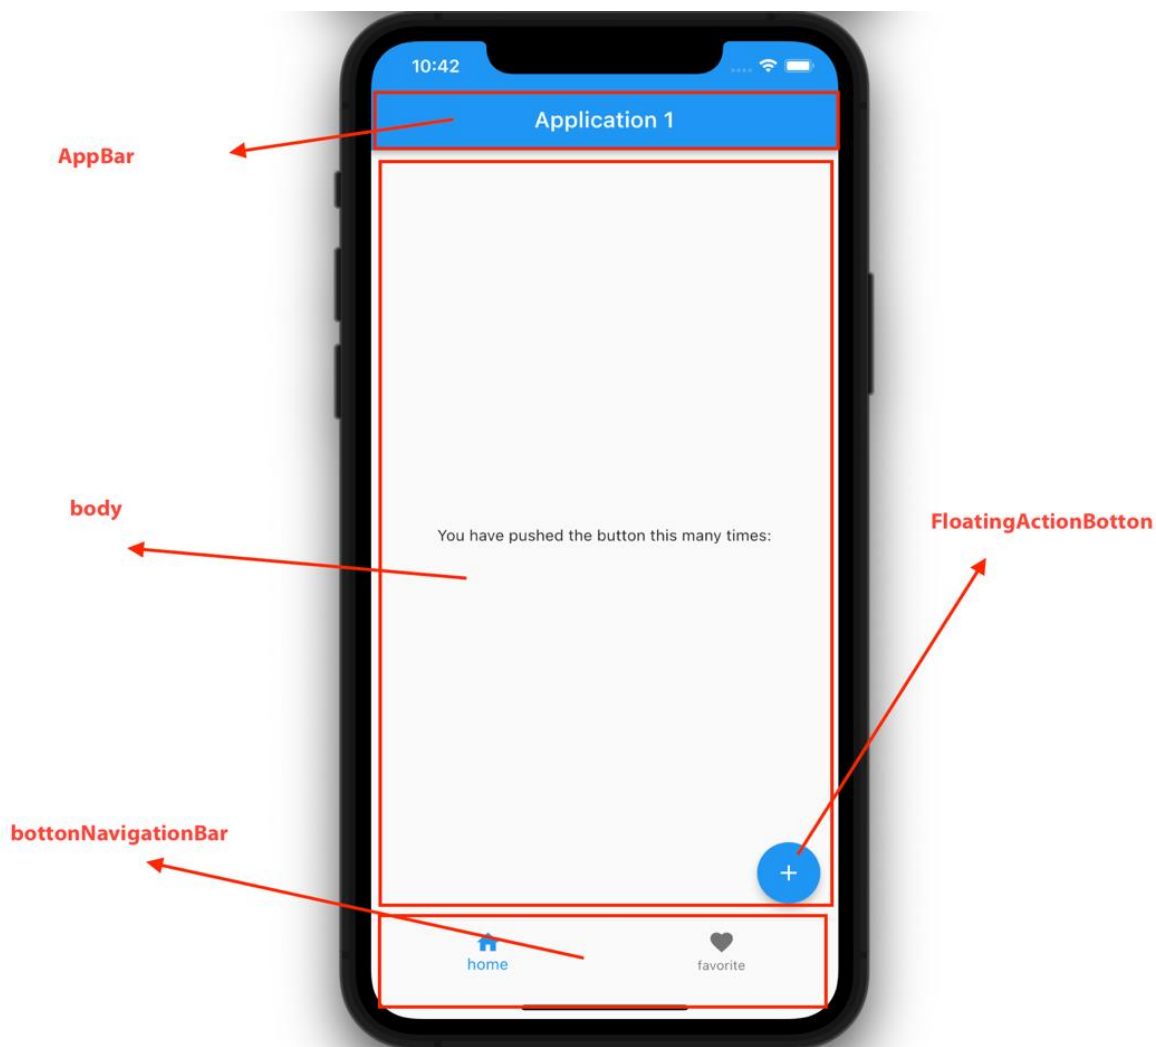 10:42
Application 1
AppBar
body
You have pushed the button this many times:
FloatingActionBotton
bottonNavigationBar
home
favorite